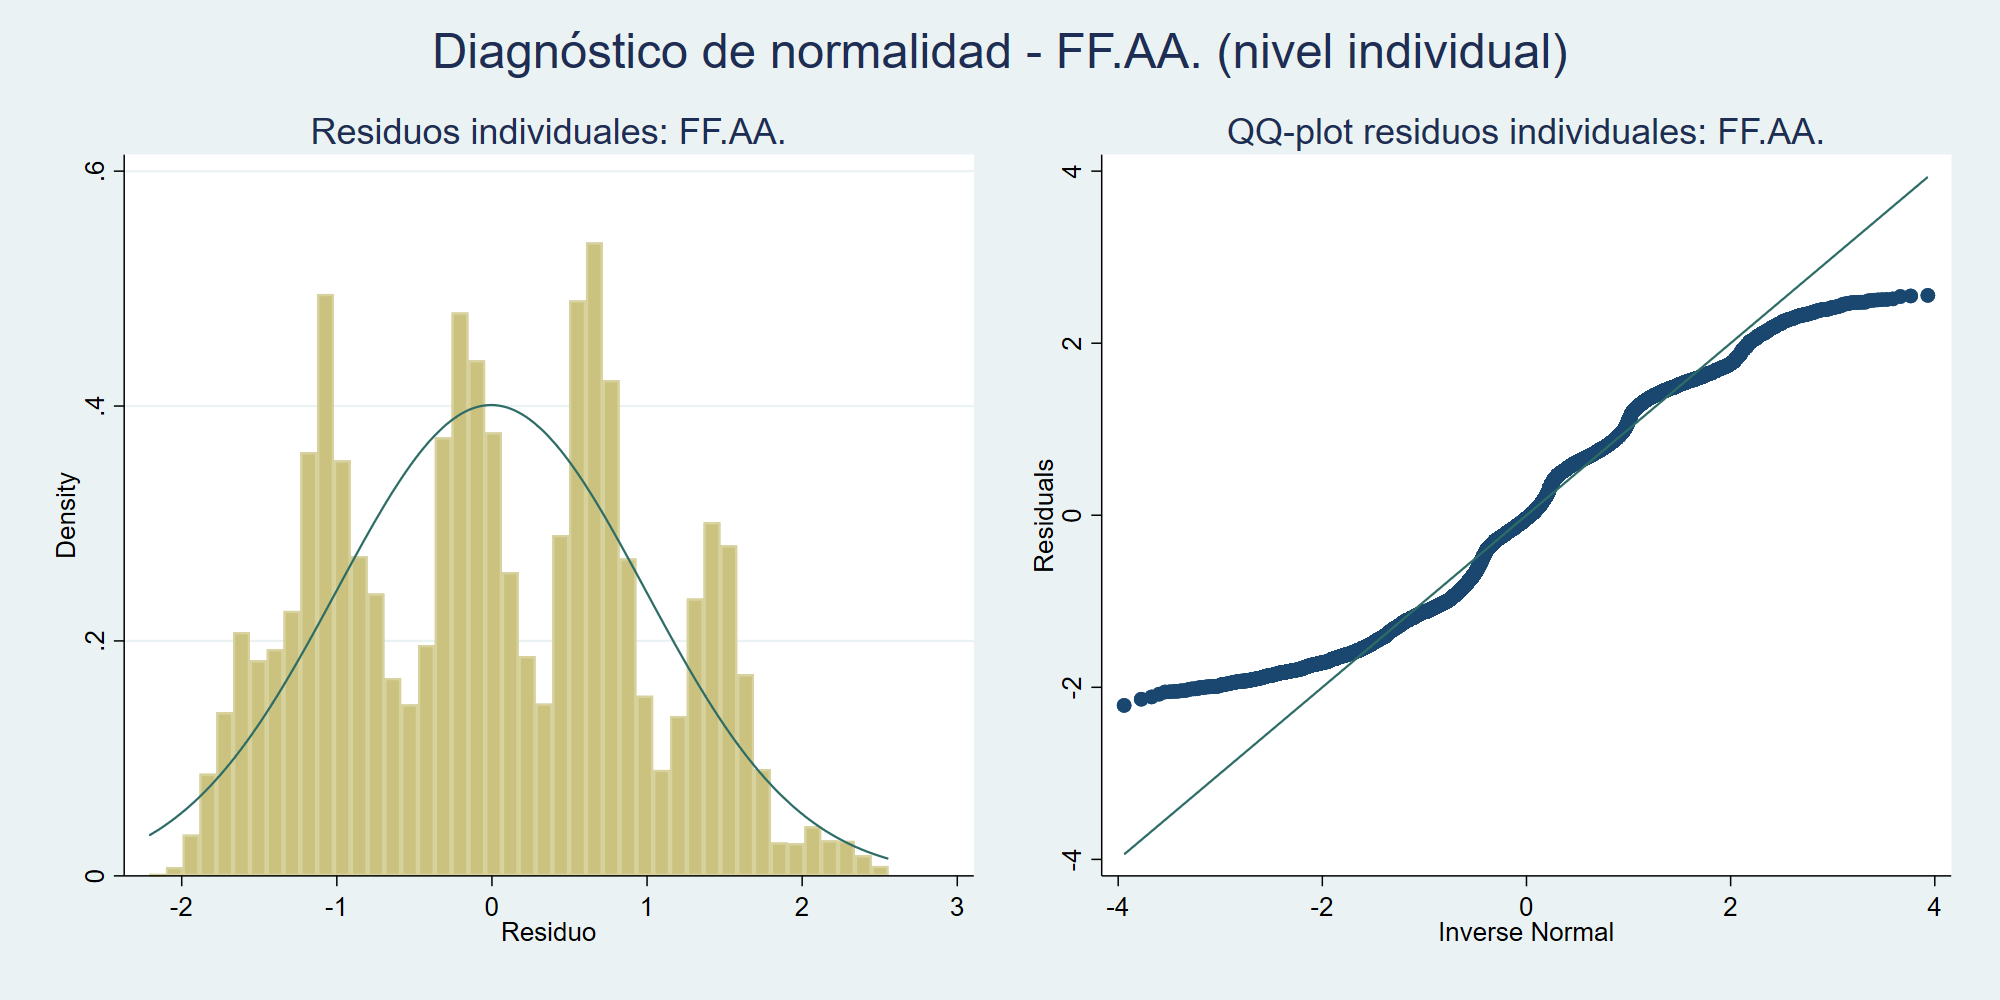 Diagnóstico de normalidad - FF.AA. (nivel individual)
Residuos individuales: FF.AA.
Density
.6
.4
.2
0
-2 -1 0 1 2 3
Residuo
QQ-plot residuos individuales: FF.AA.
Residuals
4
2
0
-2
-4
-4 -2 0 2 4
Inverse Normal